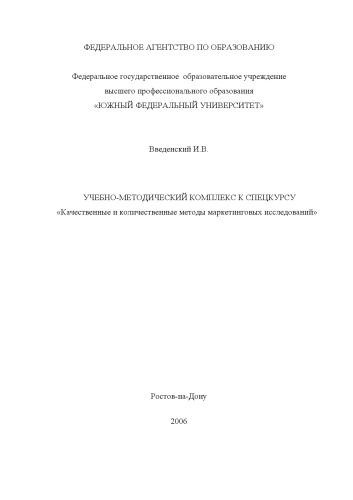 ФЕДЕРАЛЬНОЕ АГЕНТСТВО ПО ОБРАЗОВАНИЮ
Федеральное государственное образовательное учреждение
высшего профессионального образования
«ЮЖНЫЙ ФЕДЕРАЛЬНЫЙ УНИВЕРСИТЕТ»
Введенский И.В.
УЧЕБНО-МЕТОДИЧЕСКИЙ КОМПЛЕКС К СПЕЦКУРСУ
«Качественные и количественные методы маркетинговых исследований»
Ростов-на-Дону
2006